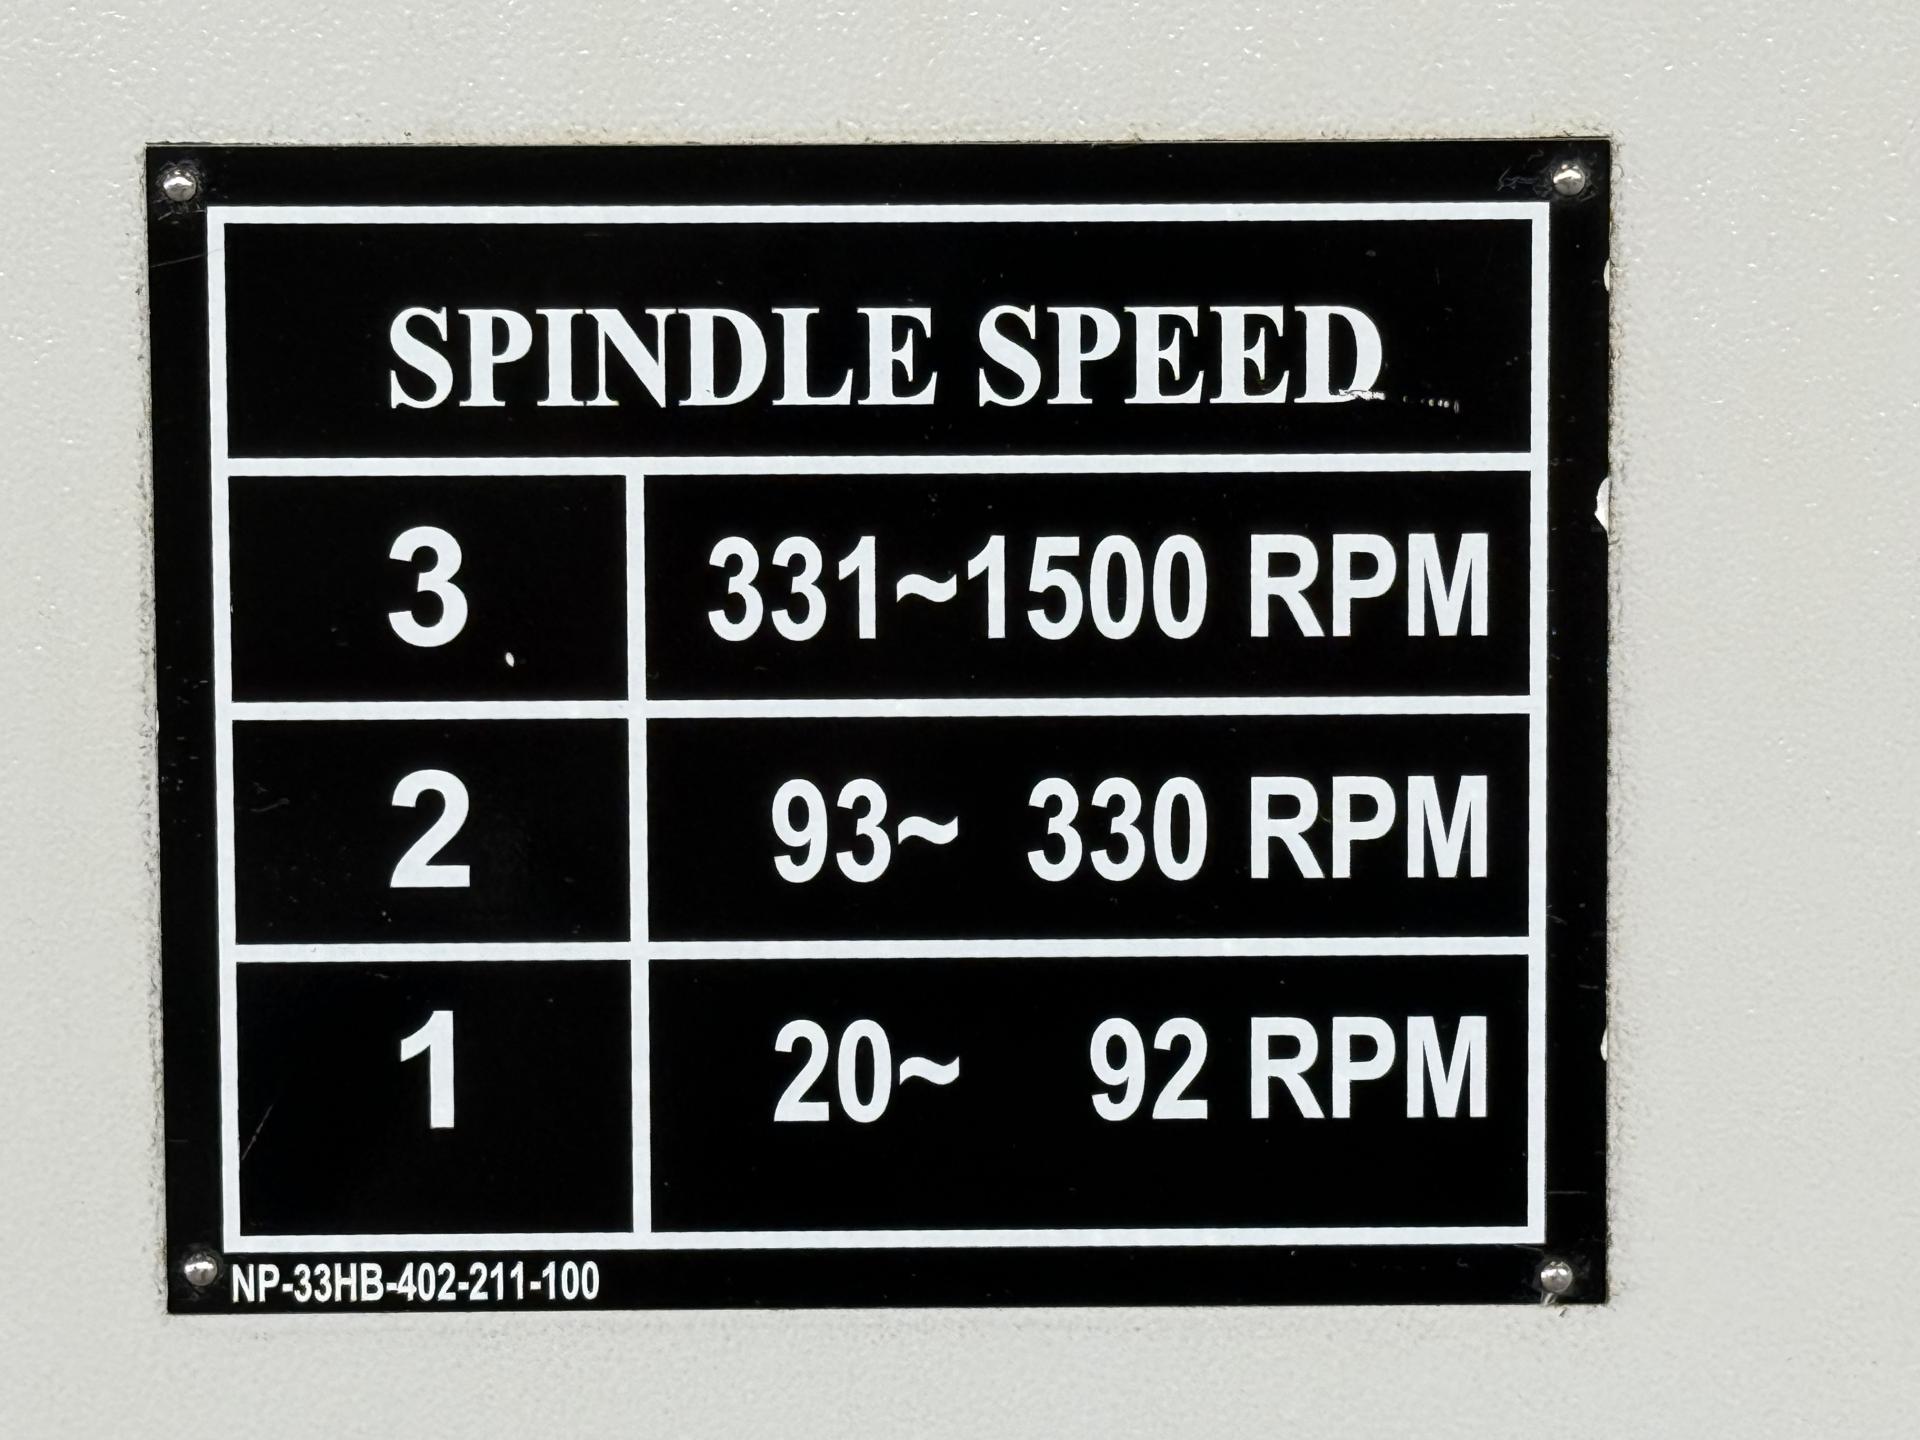 SPINDLE SPEED
3 331~1500 RPM
2 93~ 330 RPM
1 20~ 92 RPM
NP-33HB-402-211-100